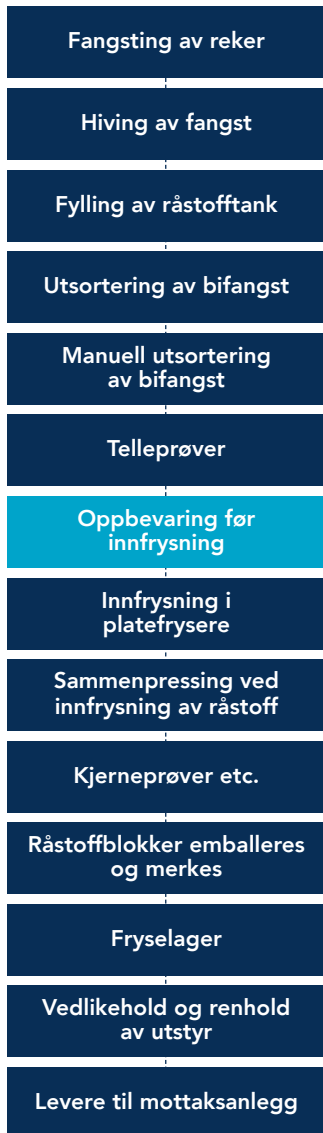 Fangsting av reker
Hiving av fangst
Fylling av råstofftank
Utsortering av bifangst
Manuell utsortering
av bifangst
Telleprøver
Oppbevaring før
innfrysning
Innfrysning i
platefrysere
Sammenpressing ved
innfrysning av råstoff
Kjerneprøver etc.
Råstoffblokker emballeres
og merkes
Fryselager
Vedlikehold og renhold
av utstyr
Levere til mottaksanlegg